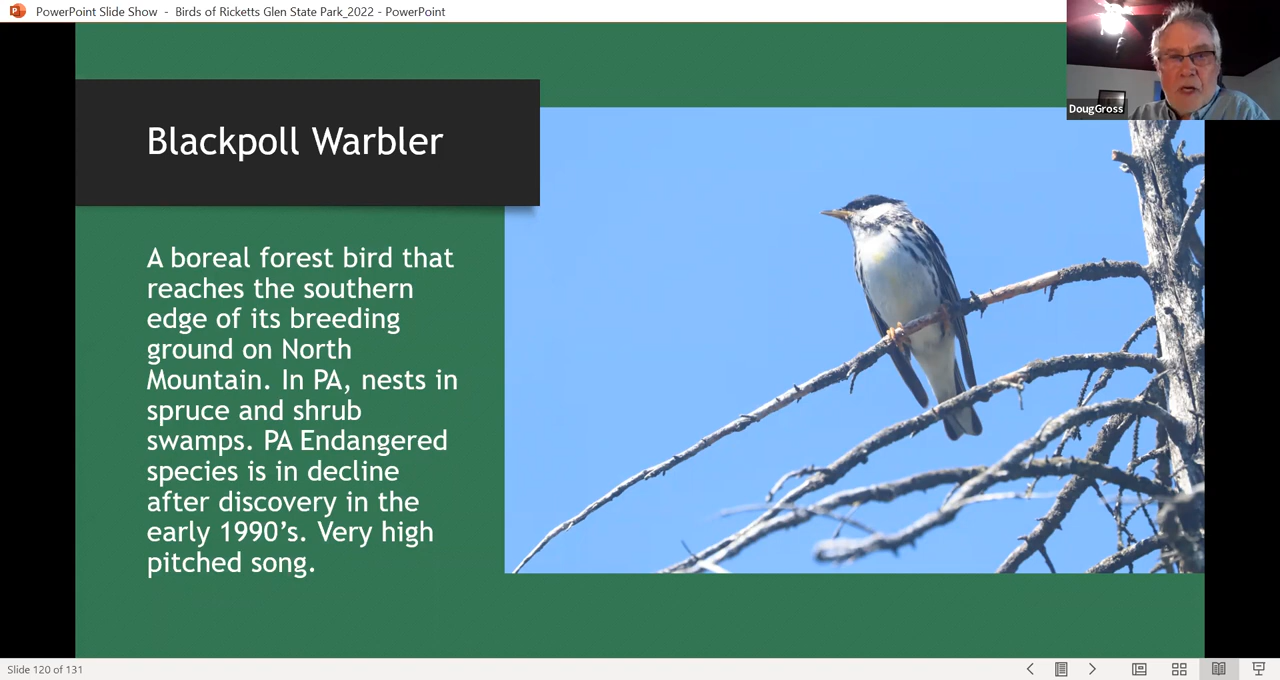 PowerPoint Slide Show - Birds of Ricketts Glen State Park_2022 - PowerPoint
DougGross
Blackpoll Warbler
A boreal forest bird that
reaches the southern
edge of its breeding
ground on North
Mountain. In PA, nests in
spruce and shrub
swamps. PA Endangered
species is in decline
after discovery in the
early 1990’s. Very high
pitched song.
Slide 120 of 131